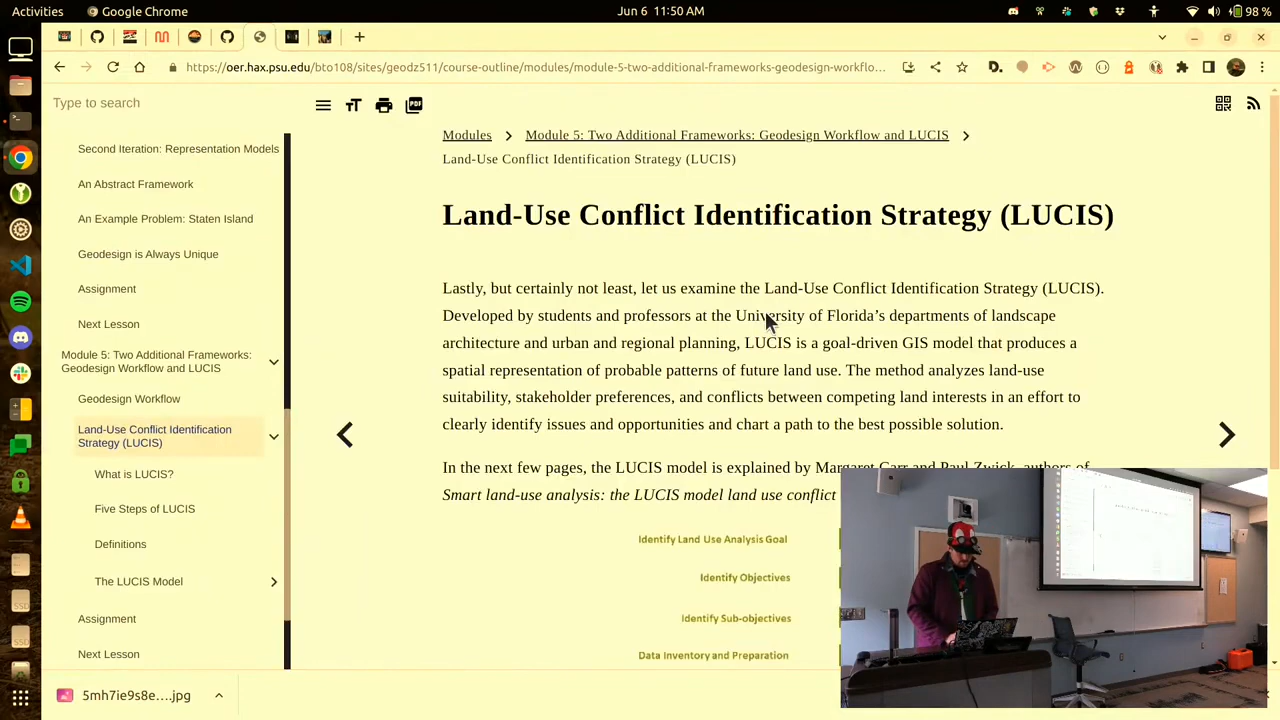 Activities
Google Chrome
Jun 6 11:50 AM
98 %
https://oer.hax.psu.edu/bto108/sites/geodz511/course-outline/modules/module-5-two-additional-frameworks-geodesign-workflo...
Type to search
Second Iteration: Representation Models
An Abstract Framework
An Example Problem: Staten Island
Geodesign is Always Unique
Assignment
Next Lesson
Module 5: Two Additional Frameworks:
Geodesign Workflow and LUCIS
Geodesign Workflow
Land-Use Conflict Identification
Strategy (LUCIS)
What is LUCIS?
Five Steps of LUCIS
Definitions
The LUCIS Model
Assignment
Next Lesson
PDF
Modules > Module 5: Two Additional Frameworks: Geodesign Workflow and LUCIS >
Land-Use Conflict Identification Strategy (LUCIS)
Land-Use Conflict Identification Strategy (LUCIS)
Lastly, but certainly not least, let us examine the Land-Use Conflict Identification Strategy (LUCIS).
Developed by students and professors at the University of Florida’s departments of landscape
architecture and urban and regional planning, LUCIS is a goal-driven GIS model that produces a
spatial representation of probable patterns of future land use. The method analyzes land-use
suitability, stakeholder preferences, and conflicts between competing land interests in an effort to
clearly identify issues and opportunities and chart a path to the best possible solution.
In the next few pages, the LUCIS model is explained by Margaret Carr and Paul Zwick, authors of
Smart land-use analysis: the LUCIS model land use conflict
Identify Land Use Analysis Goal
Identify Objectives
Identify Sub-objectives
Data Inventory and Preparation
5mh7ie9s8e....jpg